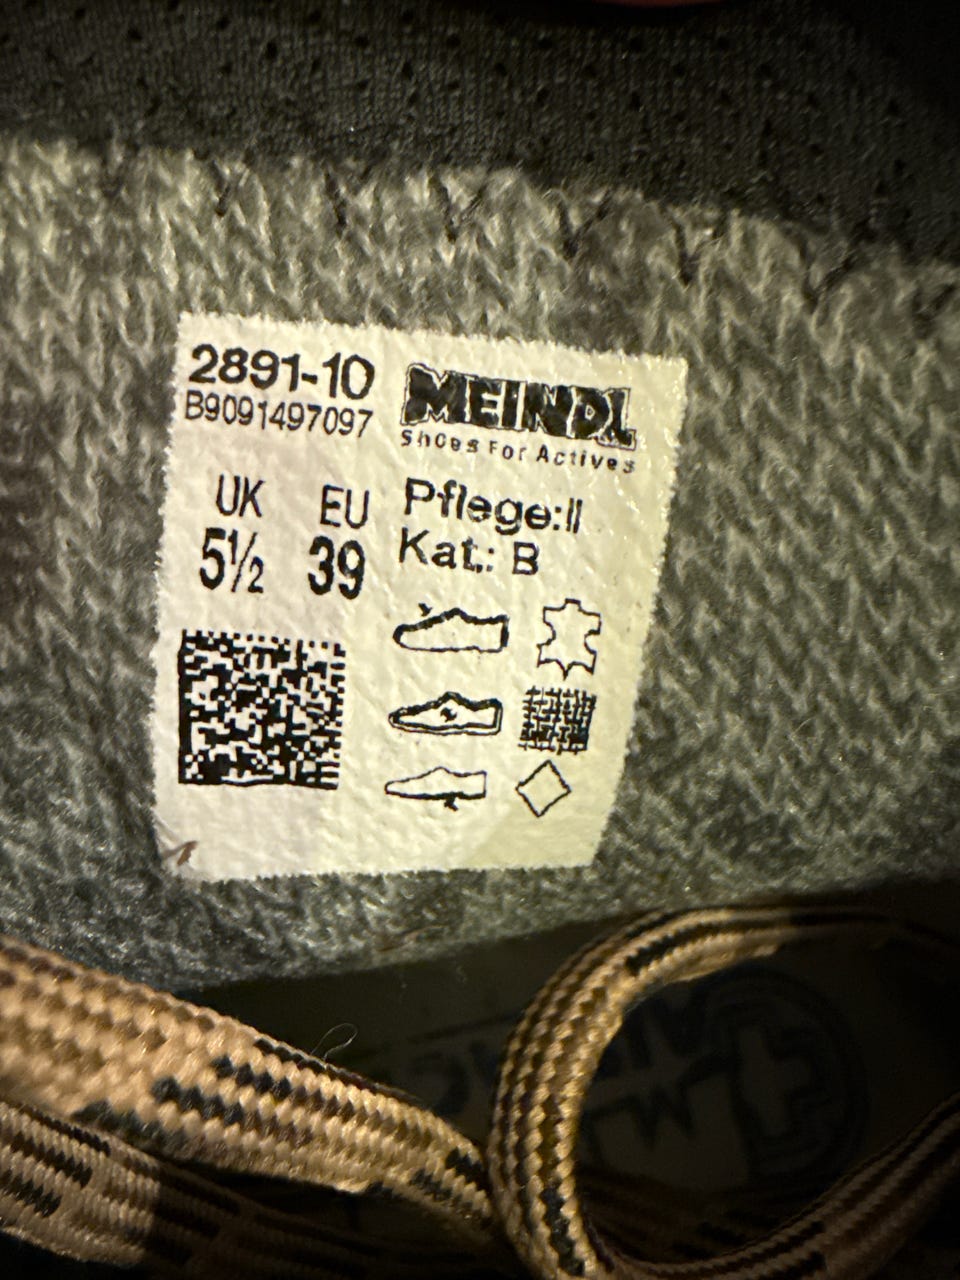 2891-10
B9091497097
MEINDL
Shoes For Actives
UK EU
5½ 39
Pflege:II
Kat.: B